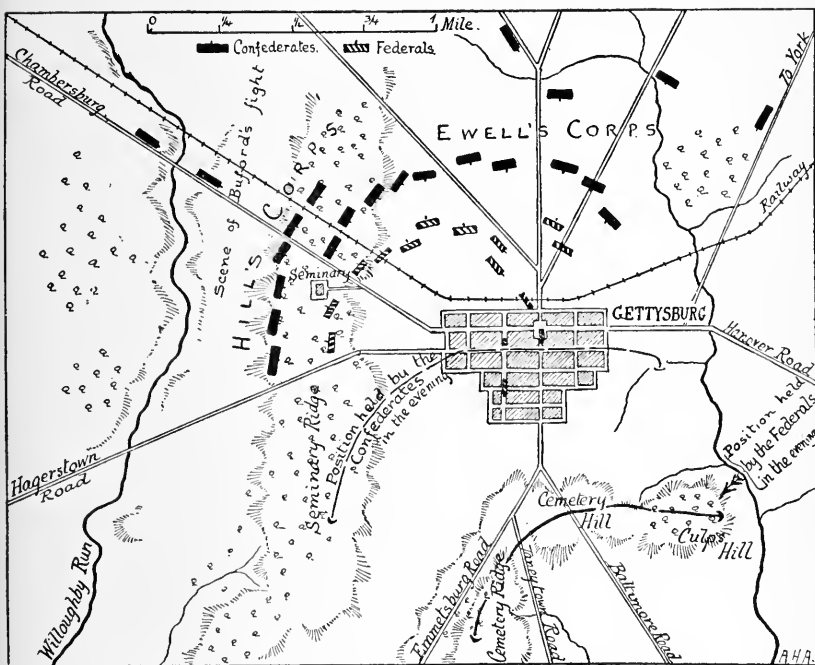 0 ¼ ½ ¾ 1 Mile.
Confederates. Federals
Chambersburg
Road
Scene of Buford's fight
HILL'S CORPS
EWELL'S CORPS
To York
Railway
Seminary
GETTYSBURG
Hanover Road
Hagerstown
Road
Seminary Ridge
Position held by the
Confederates
in the evening
Position held
by the Federals
in the evening
Cemetery
Hill
Culp's
Hill
Willoughby Run
Emmetsburg Road
Cemetery Ridge
Taneytown
Road
Baltimore Road
A.H.A.